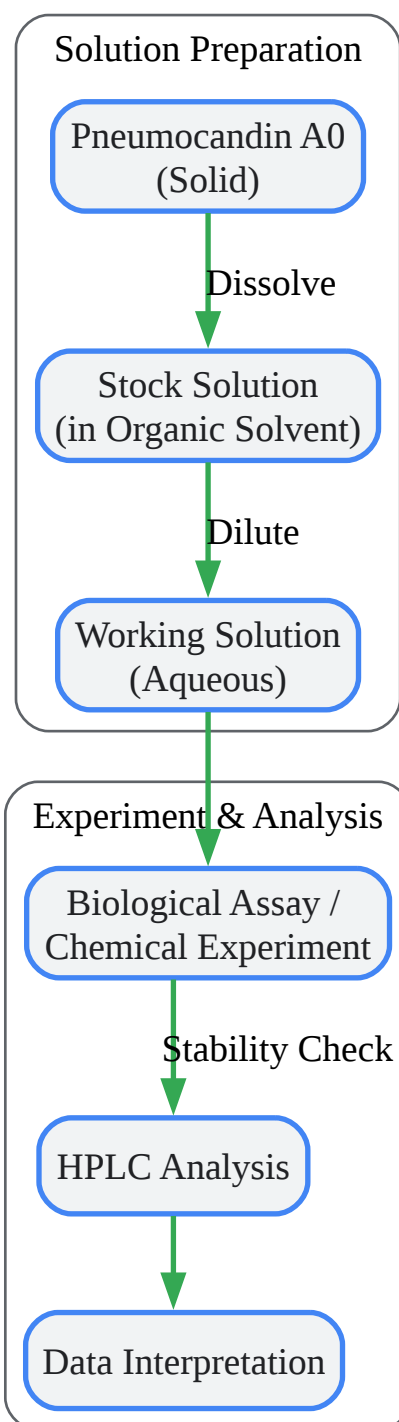 Solution Preparation
Pneumocandin A0
(Solid)
Dissolve
Stock Solution
(in Organic Solvent)
Dilute
Working Solution
(Aqueous)
Experiment & Analysis
Biological Assay /
Chemical Experiment
Stability Check
HPLC Analysis
Data Interpretation